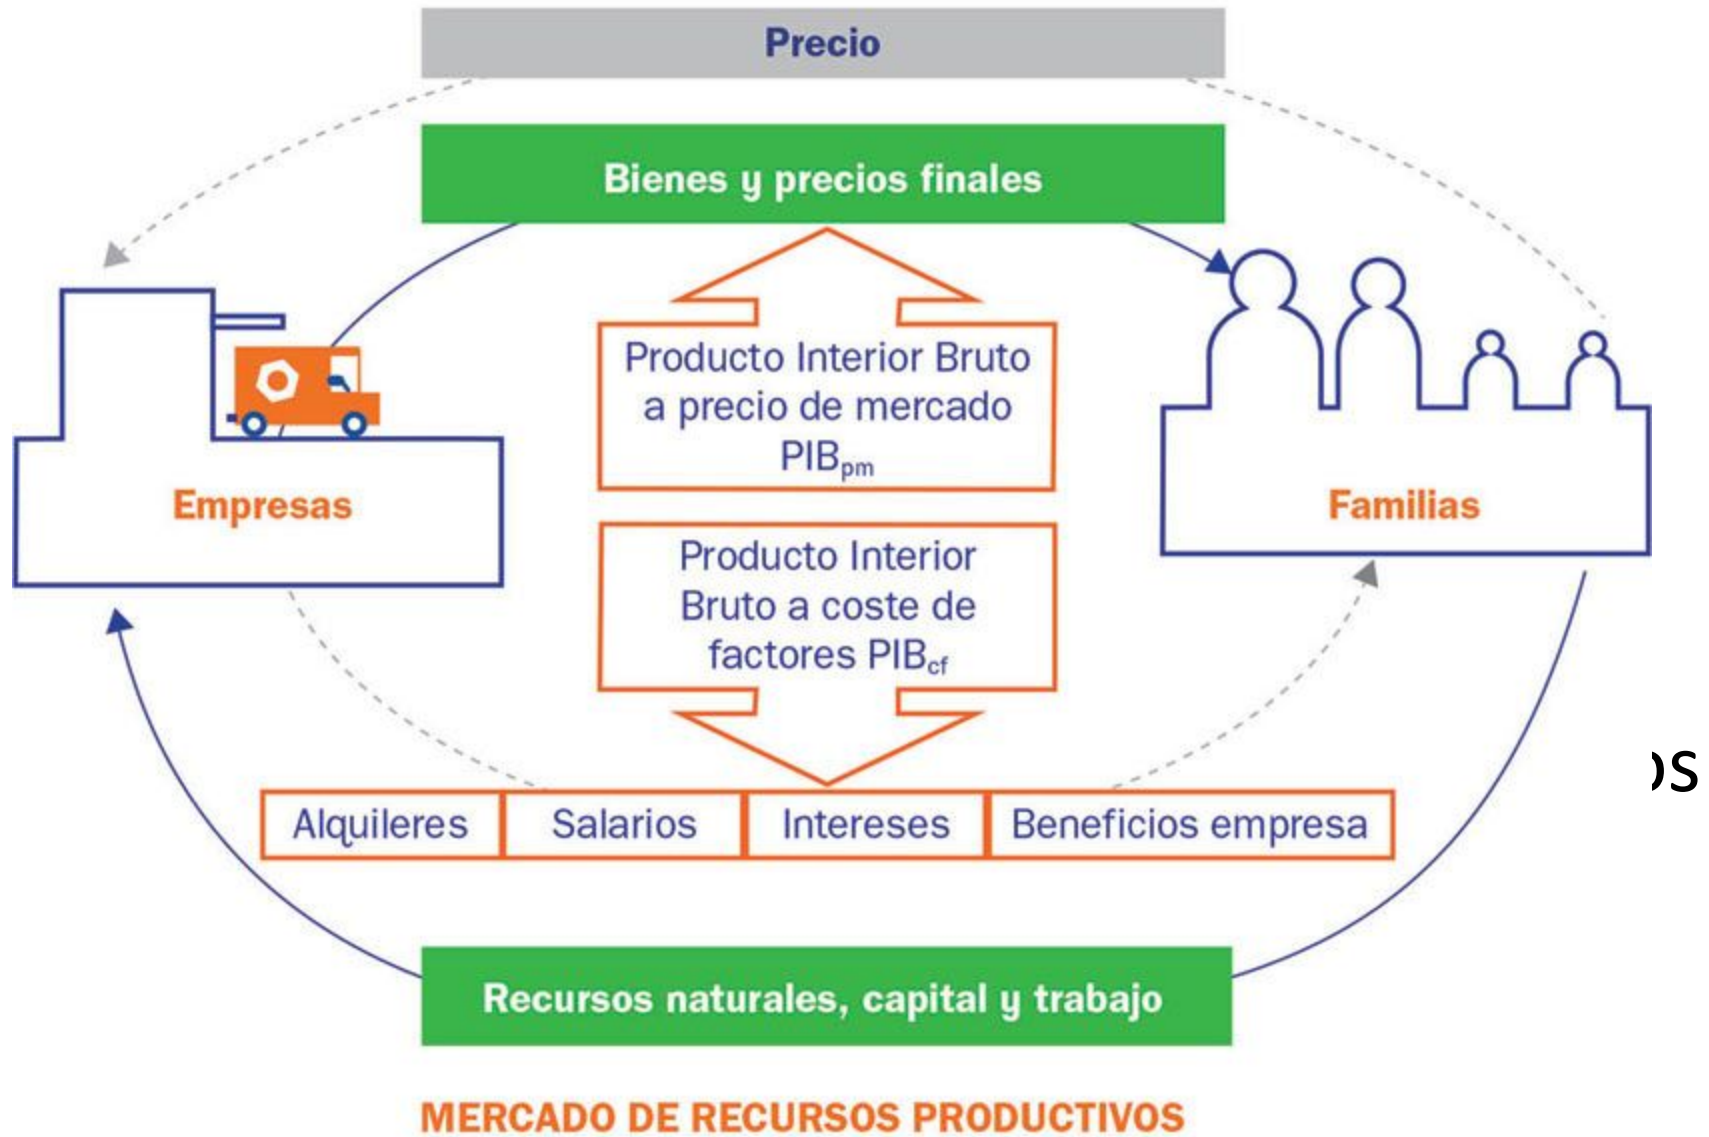 Precio
Bienes y precios finales
Producto Interior Bruto
a precio de mercado
PIBpm
Empresas
Familias
Producto Interior
Bruto a coste de
factores PIBcf
Alquileres
Salarios
Intereses
Beneficios empresa
Recursos naturales, capital y trabajo
MERCADO DE RECURSOS PRODUCTIVOS